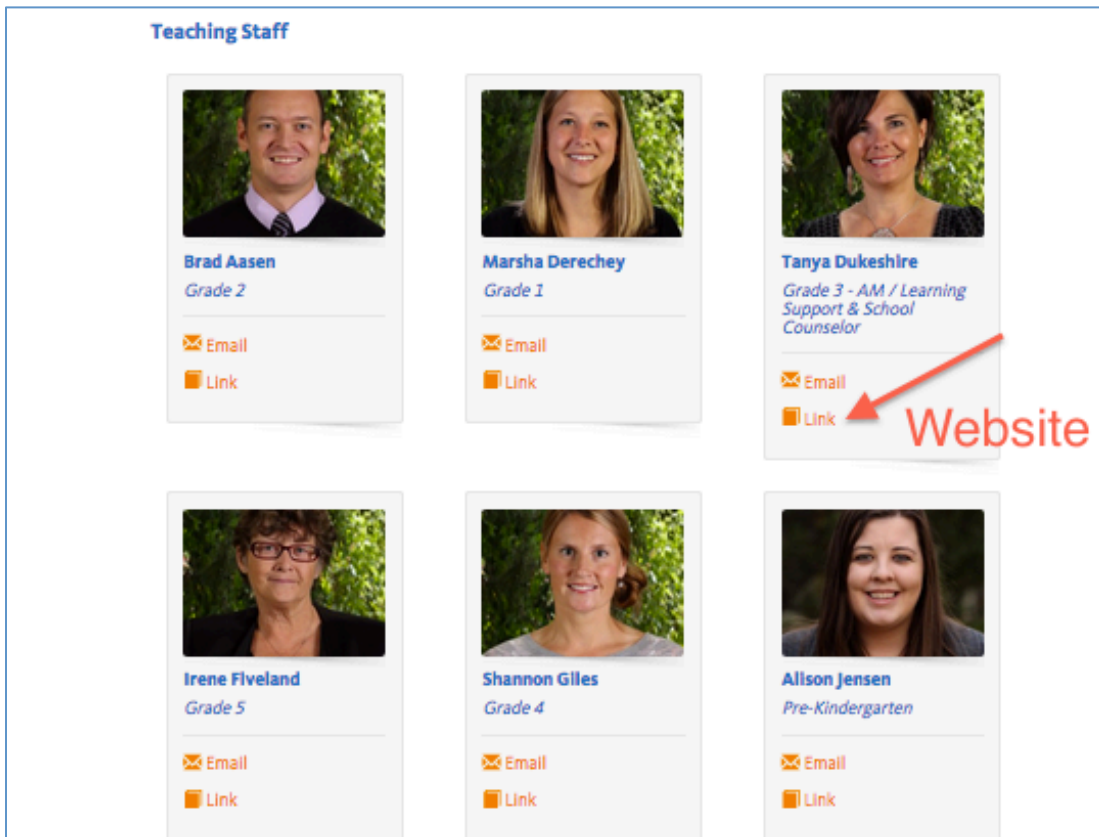 Teaching Staff
Brad Aasen
Grade 2
Email
Link
Marsha Derechey
Grade 1
Email
Link
Tanya Dukeshire
Grade 3 - AM / Learning
Support & School
Counselor
Email
Link
Website
Irene Fiveland
Grade 5
Email
Link
Shannon Giles
Grade 4
Email
Link
Alison Jensen
Pre-Kindergarten
Email
Link